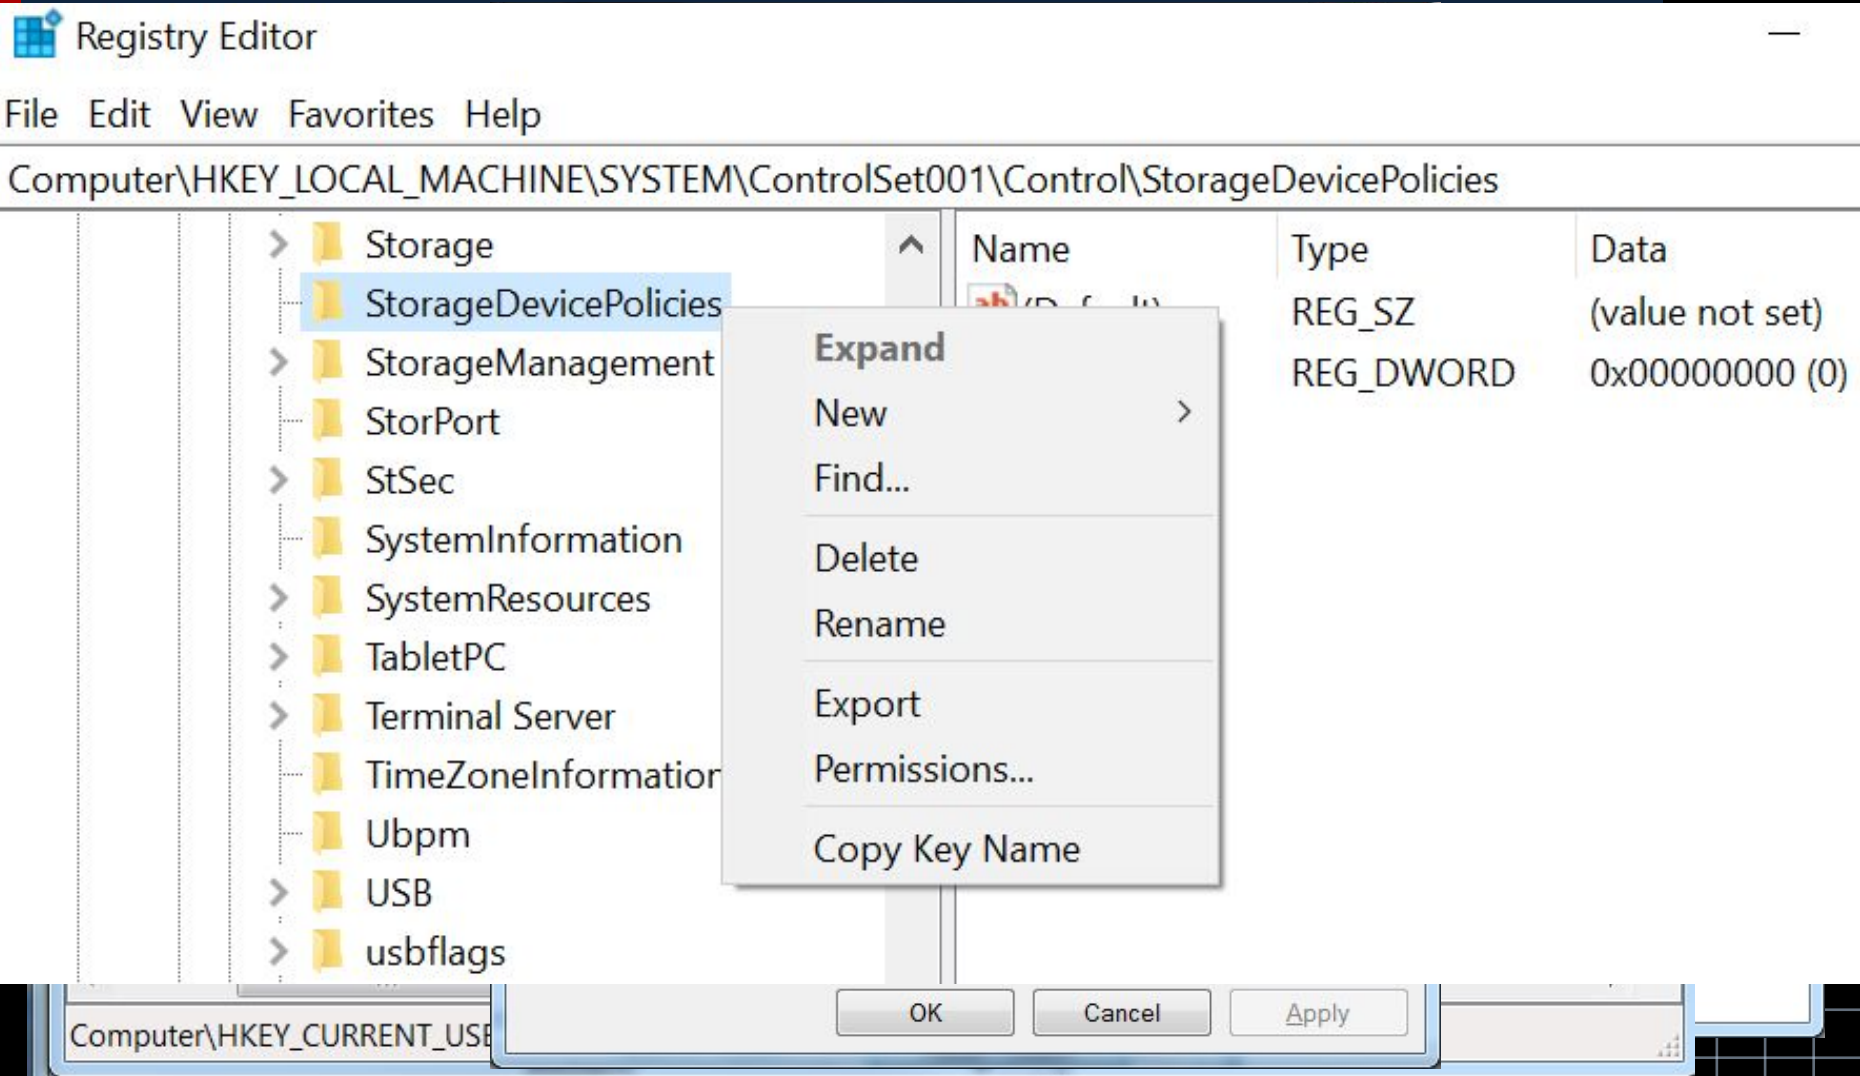 Registry Editor
File Edit View Favorites Help
Computer\HKEY_LOCAL_MACHINE\SYSTEM\ControlSet001\Control\StorageDevicePolicies
Storage
StorageDevicePolicies
StorageManagement
StorPort
StSec
SystemInformation
SystemResources
TabletPC
Terminal Server
TimeZoneInformation
Ubpm
USB
usbflags
Expand
New
Find...
Delete
Rename
Export
Permissions...
Copy Key Name
Name Type Data
(Default) REG_SZ (value not set)
REG_DWORD 0x00000000 (0)
OK Cancel Apply
Computer\HKEY_CURRENT_USE